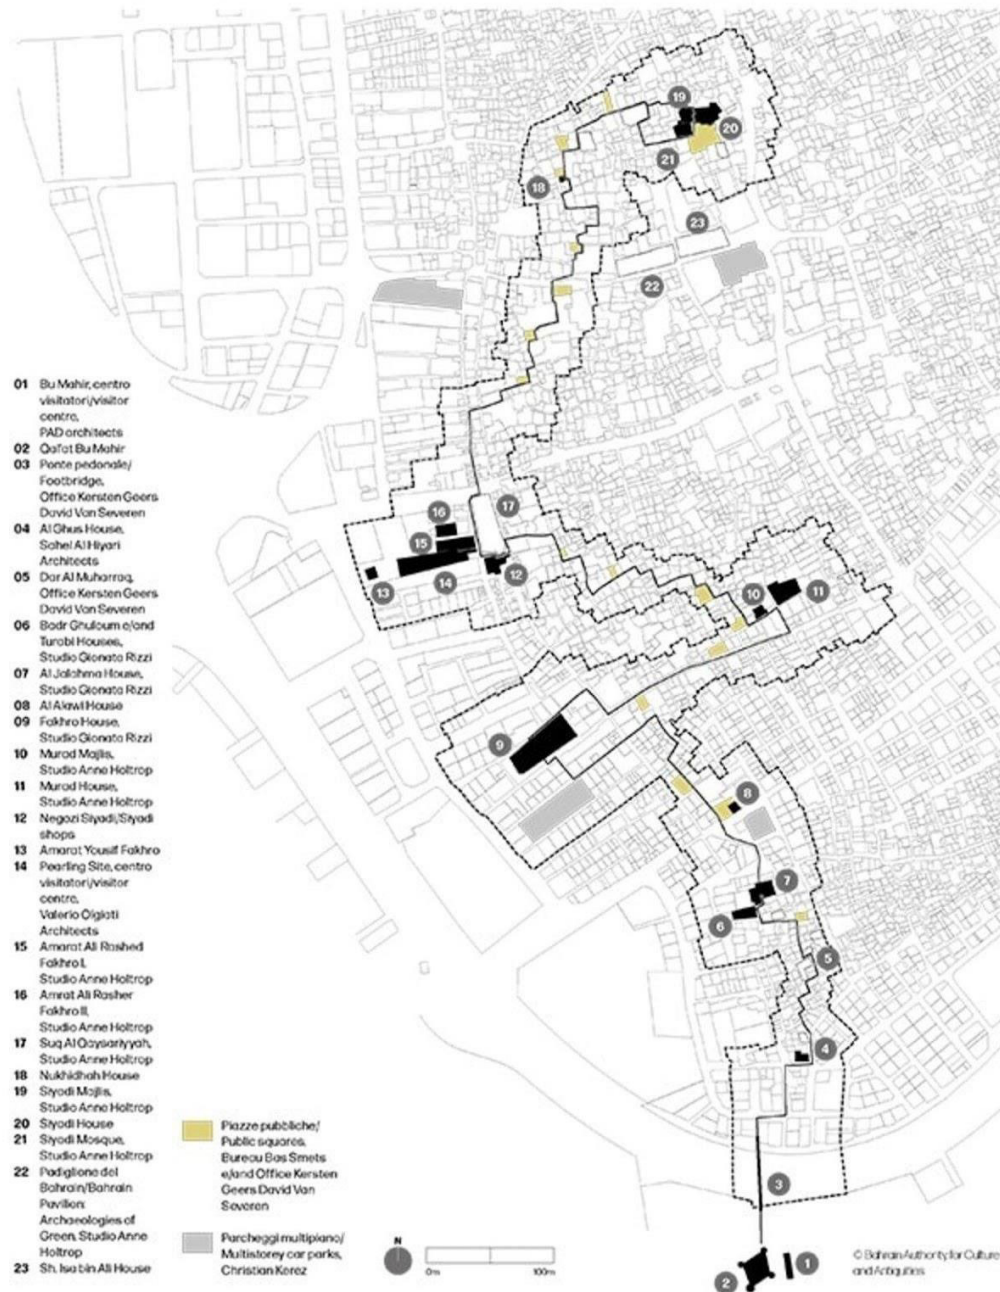 19
20
21
18
23
22
17
16
15
14
13
12
10
11
9
8
7
6
5
4
3
2
1
01 Bu Mahir, centro
visitatori/visitor
centre,
PAD architects
02 Qal'at Bu Mahir
03 Ponte pedonale/
Footbridge,
Office Kersten Geers
David Van Severen
04 Al Ghus House,
Sahel Al Hiyari
Architects
05 Dar Al Muharraq,
Office Kersten Geers
David Van Severen
06 Badr Ghuloum e/and
Turabi Houses,
Studio Gionata Rizzi
07 Al Jalahma House,
Studio Gionata Rizzi
08 Al Alawi House
09 Fakhro House,
Studio Gionata Rizzi
10 Murad Majlis,
Studio Anne Holtrop
11 Murad House,
Studio Anne Holtrop
12 Negozi Siyadi/Siyadi
shops
13 Amarat Yousif Fakhro
14 Pearling Site, centro
visitatori/visitor
centre,
Valerio Olgiati
Architects
15 Amarat Ali Rashed
Fakhro I,
Studio Anne Holtrop
16 Amrat Ali Rasher
Fakhro II,
Studio Anne Holtrop
17 Suq Al Qaysariyyah,
Studio Anne Holtrop
18 Nukhidhah House
19 Siyadi Majlis,
Studio Anne Holtrop
20 Siyadi House
21 Siyadi Mosque,
Studio Anne Holtrop
22 Padiglione del
Bahrain/Bahrain
Pavilion:
Archaeologies of
Green, Studio Anne
Holtrop
23 Sh. Isa bin Ali House
Piazze pubbliche/
Public squares,
Bureau Bas Smets
e/and Office Kersten
Geers David Van
Severen
Parcheggi multipiano/
Multistorey car parks,
Christian Kerez
N
0m 100m
© Bahrain Authority for Culture
and Antiquities